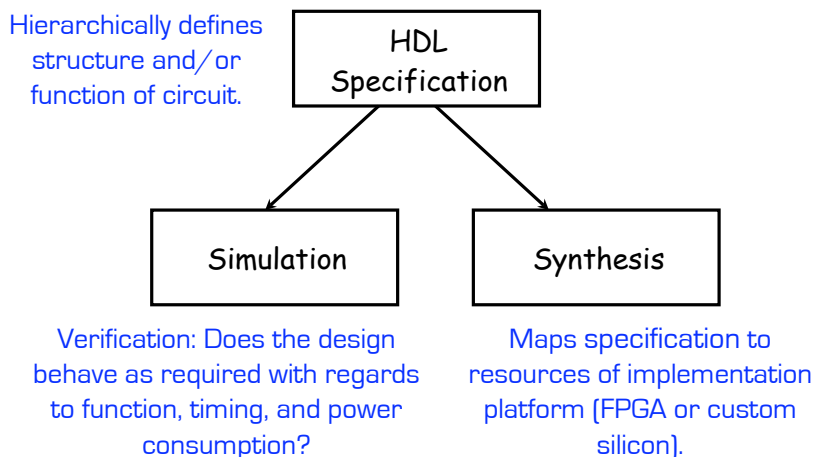 Hierarchically defines
structure and/or
function of circuit.
HDL
Specification
Simulation
Synthesis
Verification: Does the design
behave as required with regards
to function, timing, and power
consumption?
Maps specification to
resources of implementation
platform (FPGA or custom
silicon).